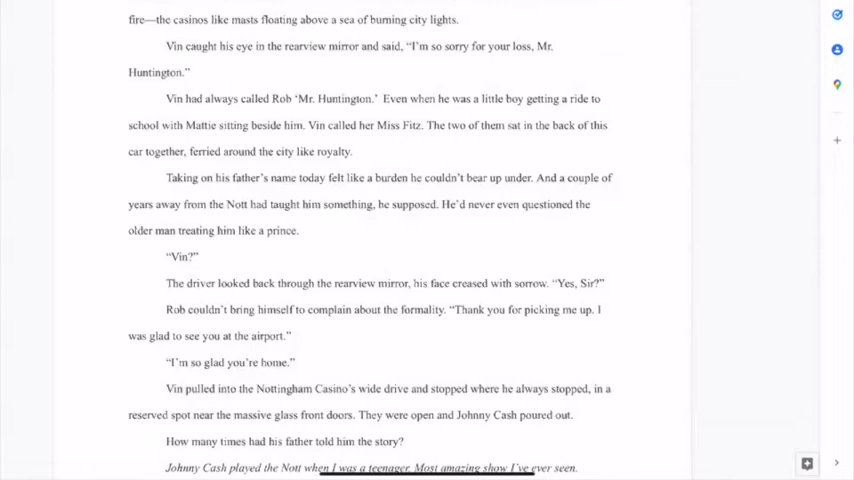 fire—the casinos like masts floating above a sea of burning city lights.
Vin caught his eye in the rearview mirror and said, “I’m so sorry for your loss, Mr.
Huntington.”
Vin had always called Rob ‘Mr. Huntington.’ Even when he was a little boy getting a ride to
school with Mattie sitting beside him. Vin called her Miss Fitz. The two of them sat in the back of this
car together, ferried around the city like royalty.
Taking on his father’s name today felt like a burden he couldn’t bear up under. And a couple of
years away from the Nott had taught him something, he supposed. He’d never even questioned the
older man treating him like a prince.
“Vin?”
The driver looked back through the rearview mirror, his face creased with sorrow. “Yes, Sir?”
Rob couldn’t bring himself to complain about the formality. “Thank you for picking me up. I
was glad to see you at the airport.”
“I’m so glad you’re home.”
Vin pulled into the Nottingham Casino’s wide drive and stopped where he always stopped, in a
reserved spot near the massive glass front doors. They were open and Johnny Cash poured out.
How many times had his father told him the story?
Johnny Cash played the Nott when I was a teenager. Most amazing show I’ve ever seen.